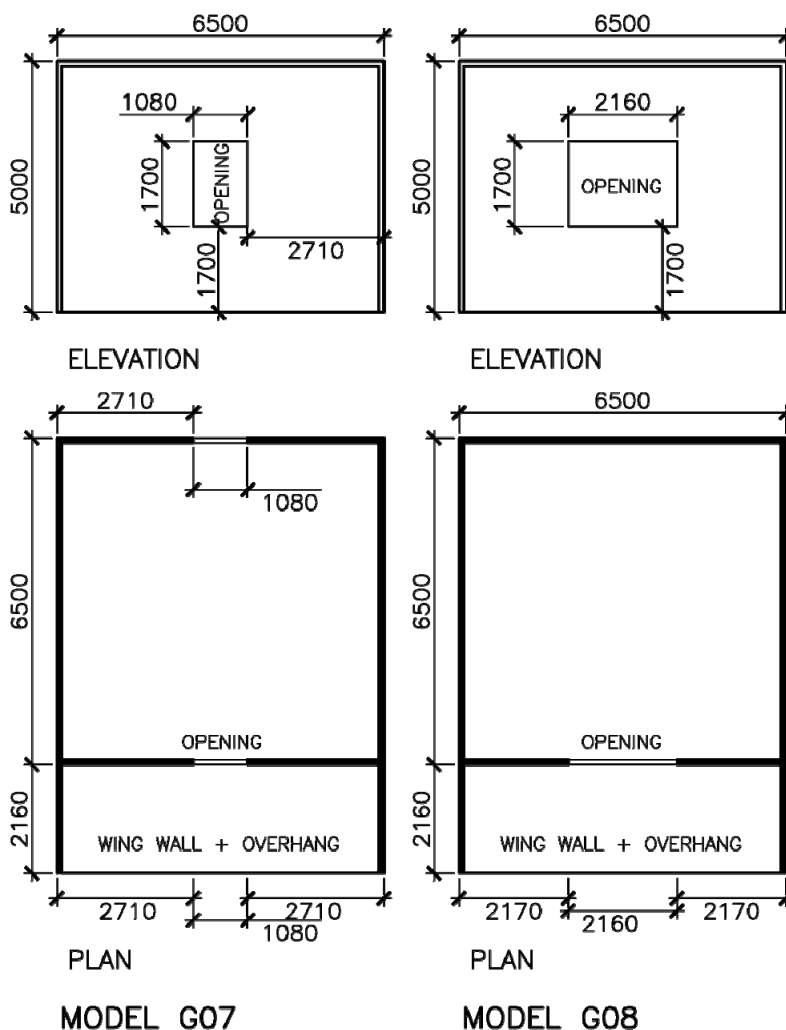 6500
1080
5000
1700
OPENING
1700
2710
ELEVATION
6500
2160
5000
1700
OPENING
1700
ELEVATION
2710
1080
6500
OPENING
2160
WING WALL + OVERHANG
2710
2710
1080
PLAN
MODEL G07
6500
6500
OPENING
2160
WING WALL + OVERHANG
2170
2160
2170
PLAN
MODEL G08